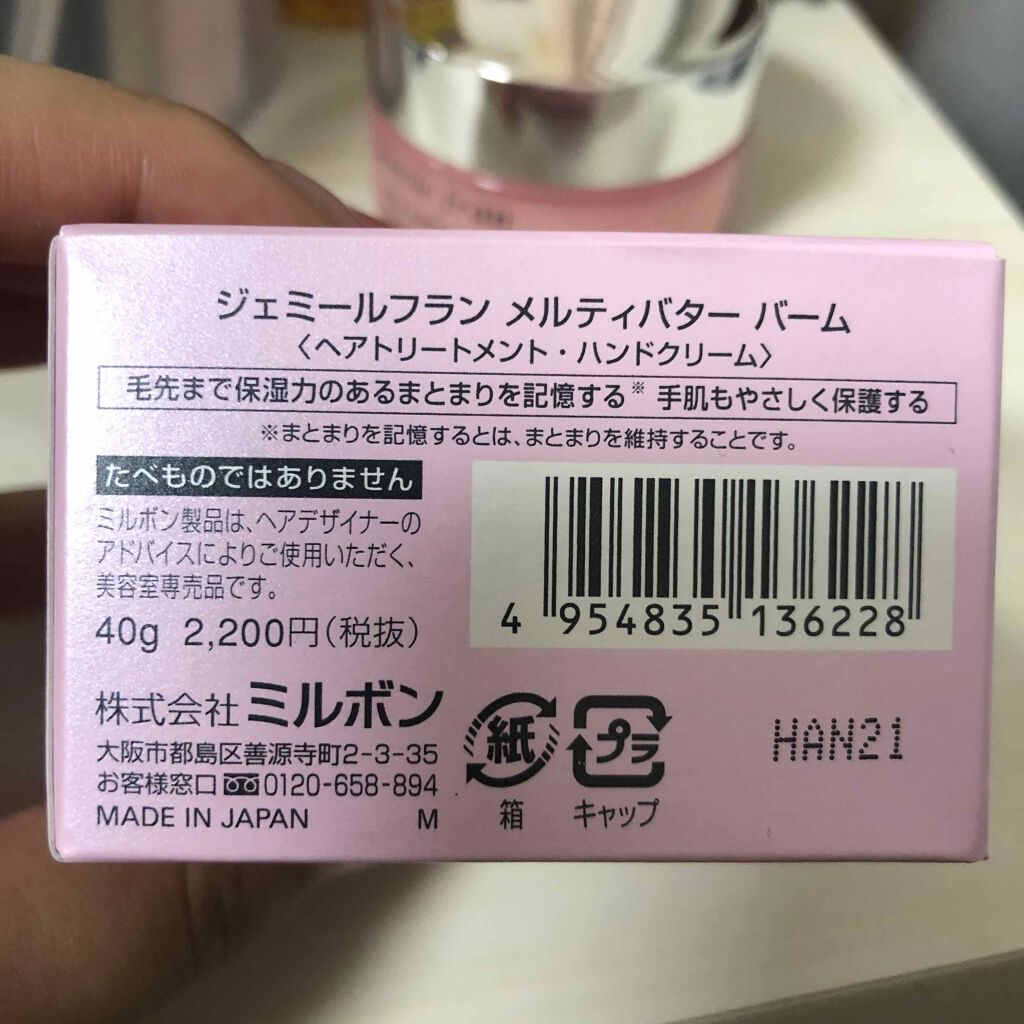 ジェミールフラン メルティバター バーム
〈ヘアトリートメント・ハンドクリーム〉
毛先まで保湿力のあるまとまりを記憶する※ 手肌もやさしく保護する
※まとまりを記憶するとは、まとまりを維持することです。
たべものではありません
ミルボン製品は、ヘアデザイナーの
アドバイスによりご使用いただく、
美容室専売品です。
40g 2,200円(税抜)
4 954835 136228
株式会社 ミルボン
大阪市都島区善源寺町2-3-35
お客様窓口 0120-658-894
MADE IN JAPAN M
紙
箱
プラ
キャップ
HAN21